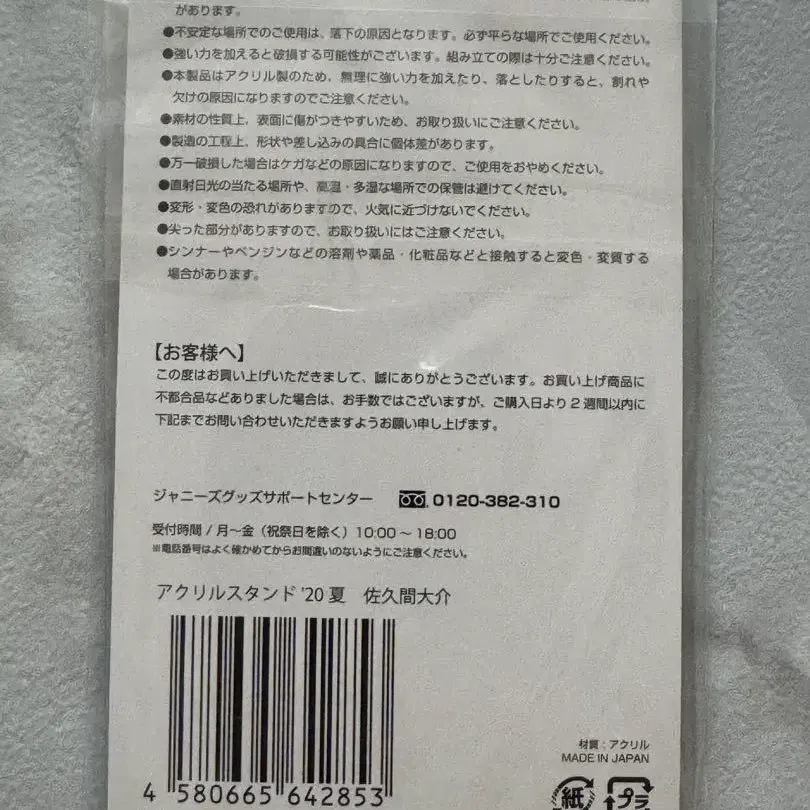 があります。
●不安定な場所でのご使用は、落下の原因となります。必ず平らな場所でご使用ください。
●強い力を加えると破損する可能性がございます。組み立ての際は十分ご注意ください。
●本製品はアクリル製のため、無理に強い力を加えたり、落としたりすると、割れや
欠けの原因になりますのでご注意ください。
●素材の性質上、表面に傷がつきやすいため、お取り扱いにご注意ください。
●製造の工程上、形状や差し込みの具合に個体差があります。
●万一破損した場合はケガなどの原因になりますので、ご使用をおやめください。
●直射日光の当たる場所や、高温・多湿な場所での保管は避けてください。
●変形・変色の恐れがありますので、火気に近づけないでください。
●尖った部分がありますので、お取り扱いにはご注意ください。
●シンナーやベンジンなどの溶剤や薬品・化粧品などと接触すると変色・変質する
場合があります。
【お客様へ】
この度はお買い上げいただきまして、誠にありがとうございます。お買い上げ商品に
不都合品などありました場合は、お手数ではございますが、ご購入日より2週間以内に
下記までお問い合わせいただきますようお願い申し上げます。
ジャニーズグッズサポートセンター 0120-382-310
受付時間/月～金(祝祭日を除く)10:00～18:00
※電話番号はよく確かめてからお間違いのないようにご注意ください。
アクリルスタンド '20夏 佐久間大介
4 580665 642853
材質:アクリル
MADE IN JAPAN
紙 プラ